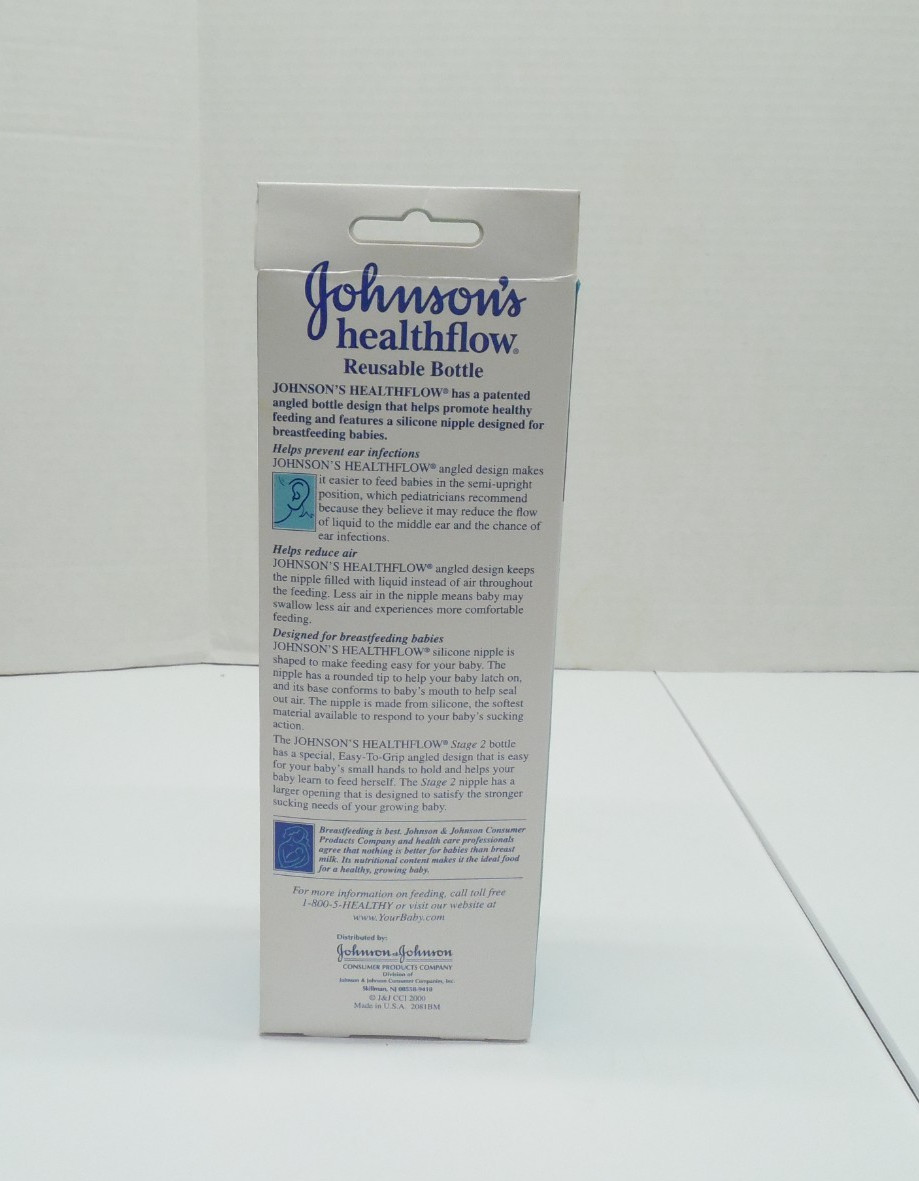 Johnson's
healthflow®
Reusable Bottle
JOHNSON'S HEALTHFLOW® has a patented
angled bottle design that helps promote healthy
feeding and features a silicone nipple designed for
breastfeeding babies.
Helps prevent ear infections
JOHNSON'S HEALTHFLOW® angled design makes
it easier to feed babies in the semi-upright
position, which pediatricians recommend
because they believe it may reduce the flow
of liquid to the middle ear and the chance of
ear infections.
Helps reduce air
JOHNSON'S HEALTHFLOW® angled design keeps
the nipple filled with liquid instead of air throughout
the feeding. Less air in the nipple means baby may
swallow less air and experiences more comfortable
feeding.
Designed for breastfeeding babies
JOHNSON'S HEALTHFLOW® silicone nipple is
shaped to make feeding easy for your baby. The
nipple has a rounded tip to help your baby latch on,
and its base conforms to baby's mouth to help seal
out air. The nipple is made from silicone, the softest
material available to respond to your baby's sucking
action.
The JOHNSON'S HEALTHFLOW® Stage 2 bottle
has a special, Easy-To-Grip angled design that is easy
for your baby's small hands to hold and helps your
baby learn to feed herself. The Stage 2 nipple has a
larger opening that is designed to satisfy the stronger
sucking needs of your growing baby.
Breastfeeding is best. Johnson & Johnson Consumer
Products Company and health care professionals
agree that nothing is better for babies than breast
milk. Its nutritional content makes it the ideal food
for a healthy, growing baby.
For more information on feeding, call toll free
1-800-5-HEALTHY or visit our website at
www.YourBaby.com
Distributed by:
Johnson & Johnson
CONSUMER PRODUCTS COMPANY
Division of
Johnson & Johnson Consumer Companies, Inc.
Skillman, NJ 08558-9418
© J&J CCI 2000
Made in U.S.A. 2081BM